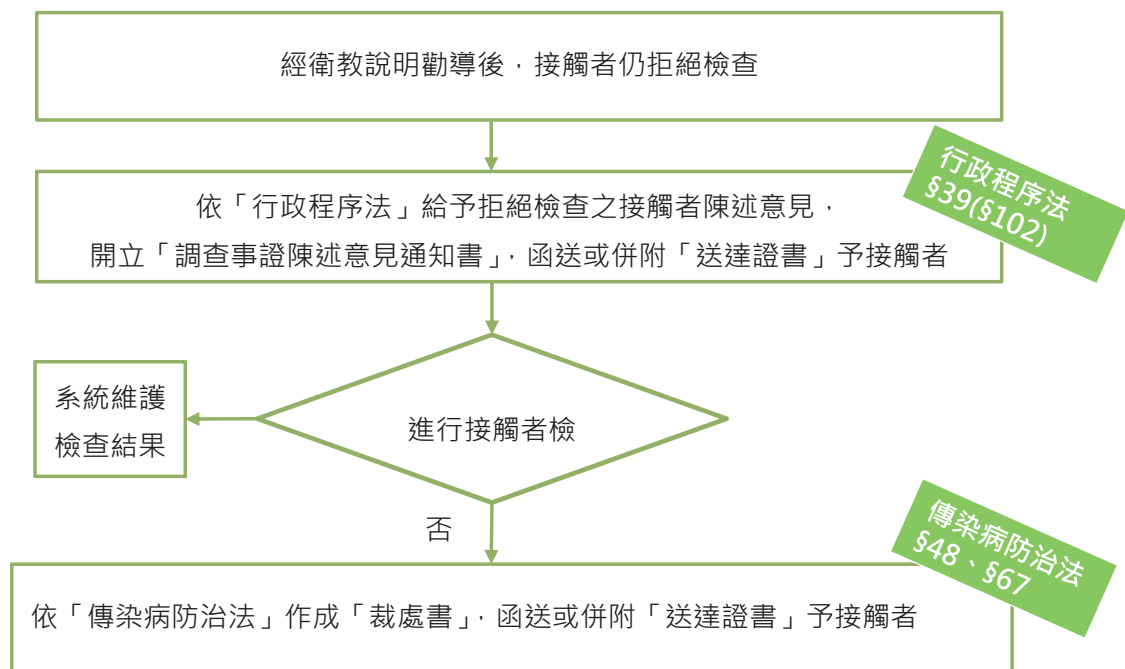 經衛教說明勸導後，接觸者仍拒絕檢查
行政程序法
§39(§102)
依「行政程序法」給予拒絕檢查之接觸者陳述意見，
開立「調查事證陳述意見通知書」，函送或併附「送達證書」予接觸者
系統維護
檢查結果
進行接觸者檢
否
傳染病防治法
§48、§67
依「傳染病防治法」作成「裁處書」，函送或併附「送達證書」予接觸者